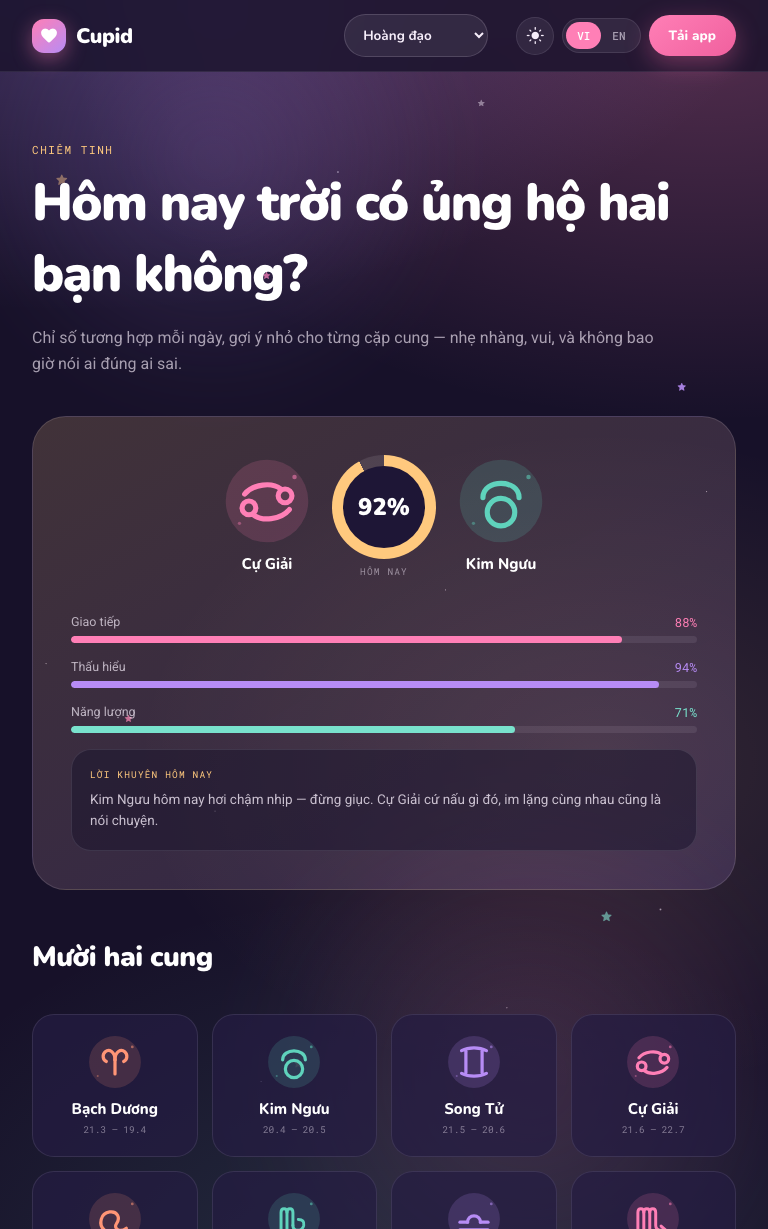 Cupid
Hoàng đạo
VI
EN
Tải app
CHIÊM TINH
Hôm nay trời có ủng hộ hai
bạn không?
Chỉ số tương hợp mỗi ngày, gợi ý nhỏ cho từng cặp cung — nhẹ nhàng, vui, và không bao
giờ nói ai đúng ai sai.
Cự Giải
92%
HÔM NAY
Kim Ngưu
Giao tiếp
88%
Thấu hiểu
94%
Năng lượng
71%
LỜI KHUYÊN HÔM NAY
Kim Ngưu hôm nay hơi chậm nhịp — đừng giục. Cự Giải cứ nấu gì đó, im lặng cùng nhau cũng là
nói chuyện.
Mười hai cung
Bạch Dương
21.3 — 19.4
Kim Ngưu
20.4 — 20.5
Song Tử
21.5 — 20.6
Cự Giải
21.6 — 22.7